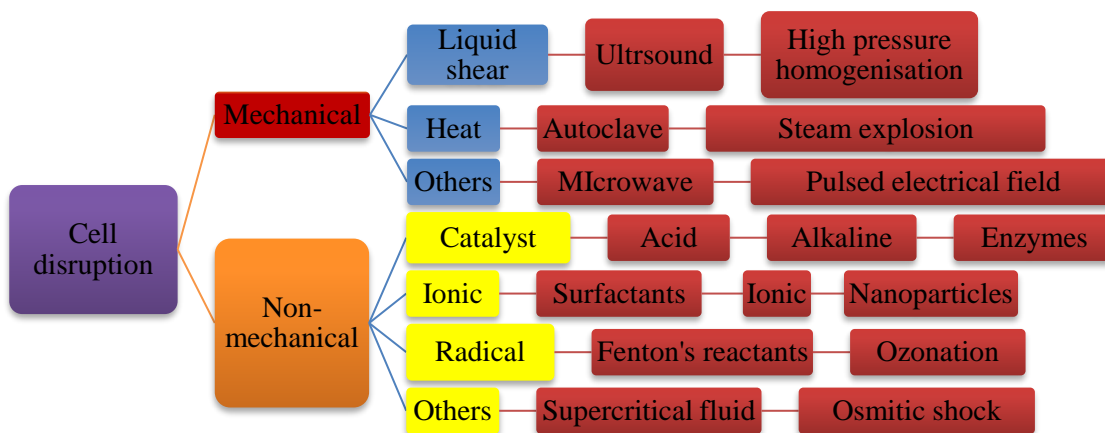 Cell
disruption
Mechanical
Liquid
shear
Ultrsound
High pressure
homogenisation
Heat
Autoclave
Steam explosion
Others
MIcrowave
Pulsed electrical field
Non-
mechanical
Catalyst
Acid
Alkaline
Enzymes
Ionic
Surfactants
Ionic
Nanoparticles
Radical
Fenton's reactants
Ozonation
Others
Supercritical fluid
Osmitic shock